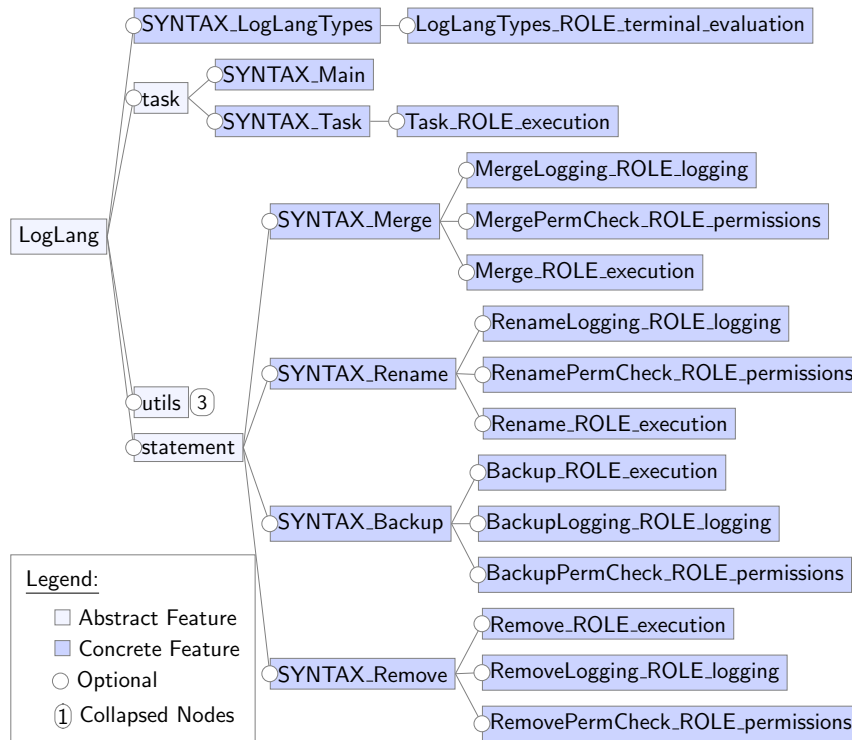 SYNTAX_LogLangTypes
LogLangTypes_ROLE_terminal_evaluation
SYNTAX_Main
task
SYNTAX_Task
Task_ROLE_execution
MergeLogging_ROLE_logging
SYNTAX_Merge
MergePermCheck_ROLE_permissions
LogLang
Merge_ROLE_execution
RenameLogging_ROLE_logging
SYNTAX_Rename
RenamePermCheck_ROLE_permissions
utils 3
Rename_ROLE_execution
statement
Backup_ROLE_execution
SYNTAX_Backup
BackupLogging_ROLE_logging
BackupPermCheck_ROLE_permissions
Remove_ROLE_execution
SYNTAX_Remove
RemoveLogging_ROLE_logging
RemovePermCheck_ROLE_permissions
Legend:
Abstract Feature
Concrete Feature
Optional
1 Collapsed Nodes